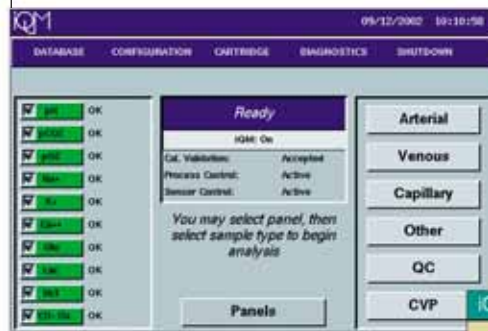 iQM
09/12/2002 10:10:58
DATABASE CONFIGURATION CARTRIDGE DIAGNOSTICS SHUTDOWN
pH OK
pCO2 OK
pO2 OK
Na+ OK
K+ OK
Ca++ OK
Glu OK
Lac OK
Hct OK
OK
Ready
iQM: On
Cal. Validation: Accepted
Process Control: Active
Sensor Control: Active
You may select panel, then
select sample type to begin
analysis
Panels
Arterial
Venous
Capillary
Other
QC
CVP